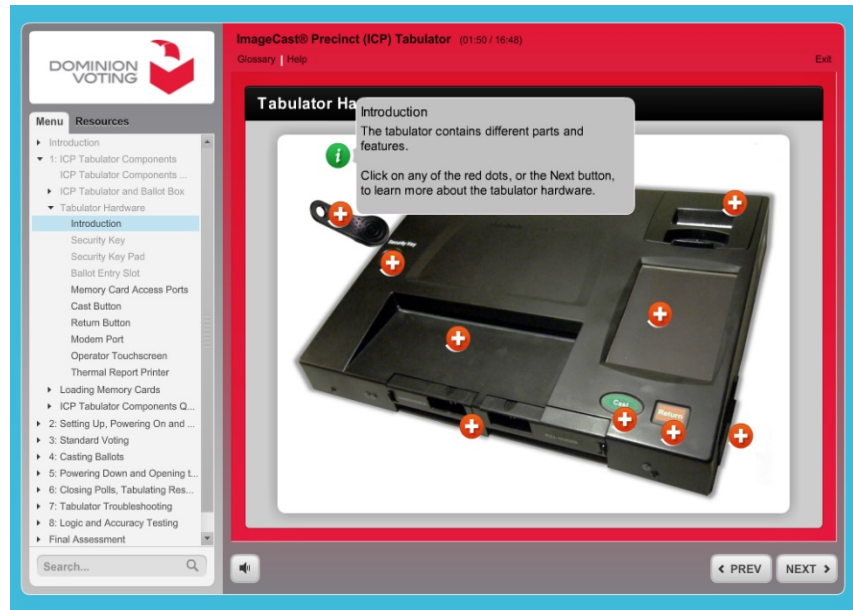 DOMINION
VOTING
ImageCast® Precinct (ICP) Tabulator (01:50 / 16:48)
Glossary | Help
Exit
Menu
Resources
Introduction
1: ICP Tabulator Components
ICP Tabulator Components ...
ICP Tabulator and Ballot Box
Tabulator Hardware
Introduction
Security Key
Security Key Pad
Ballot Entry Slot
Memory Card Access Ports
Cast Button
Return Button
Modem Port
Operator Touchscreen
Thermal Report Printer
Loading Memory Cards
ICP Tabulator Components Q...
2: Setting Up, Powering On and ...
3: Standard Voting
4: Casting Ballots
5: Powering Down and Opening t...
6: Closing Polls, Tabulating Res...
7: Tabulator Troubleshooting
8: Logic and Accuracy Testing
Final Assessment
Search...
Tabulator Ha
i
Introduction
The tabulator contains different parts and
features.
Click on any of the red dots, or the Next button,
to learn more about the tabulator hardware.
Security Key
Cast
Return
PREV
NEXT